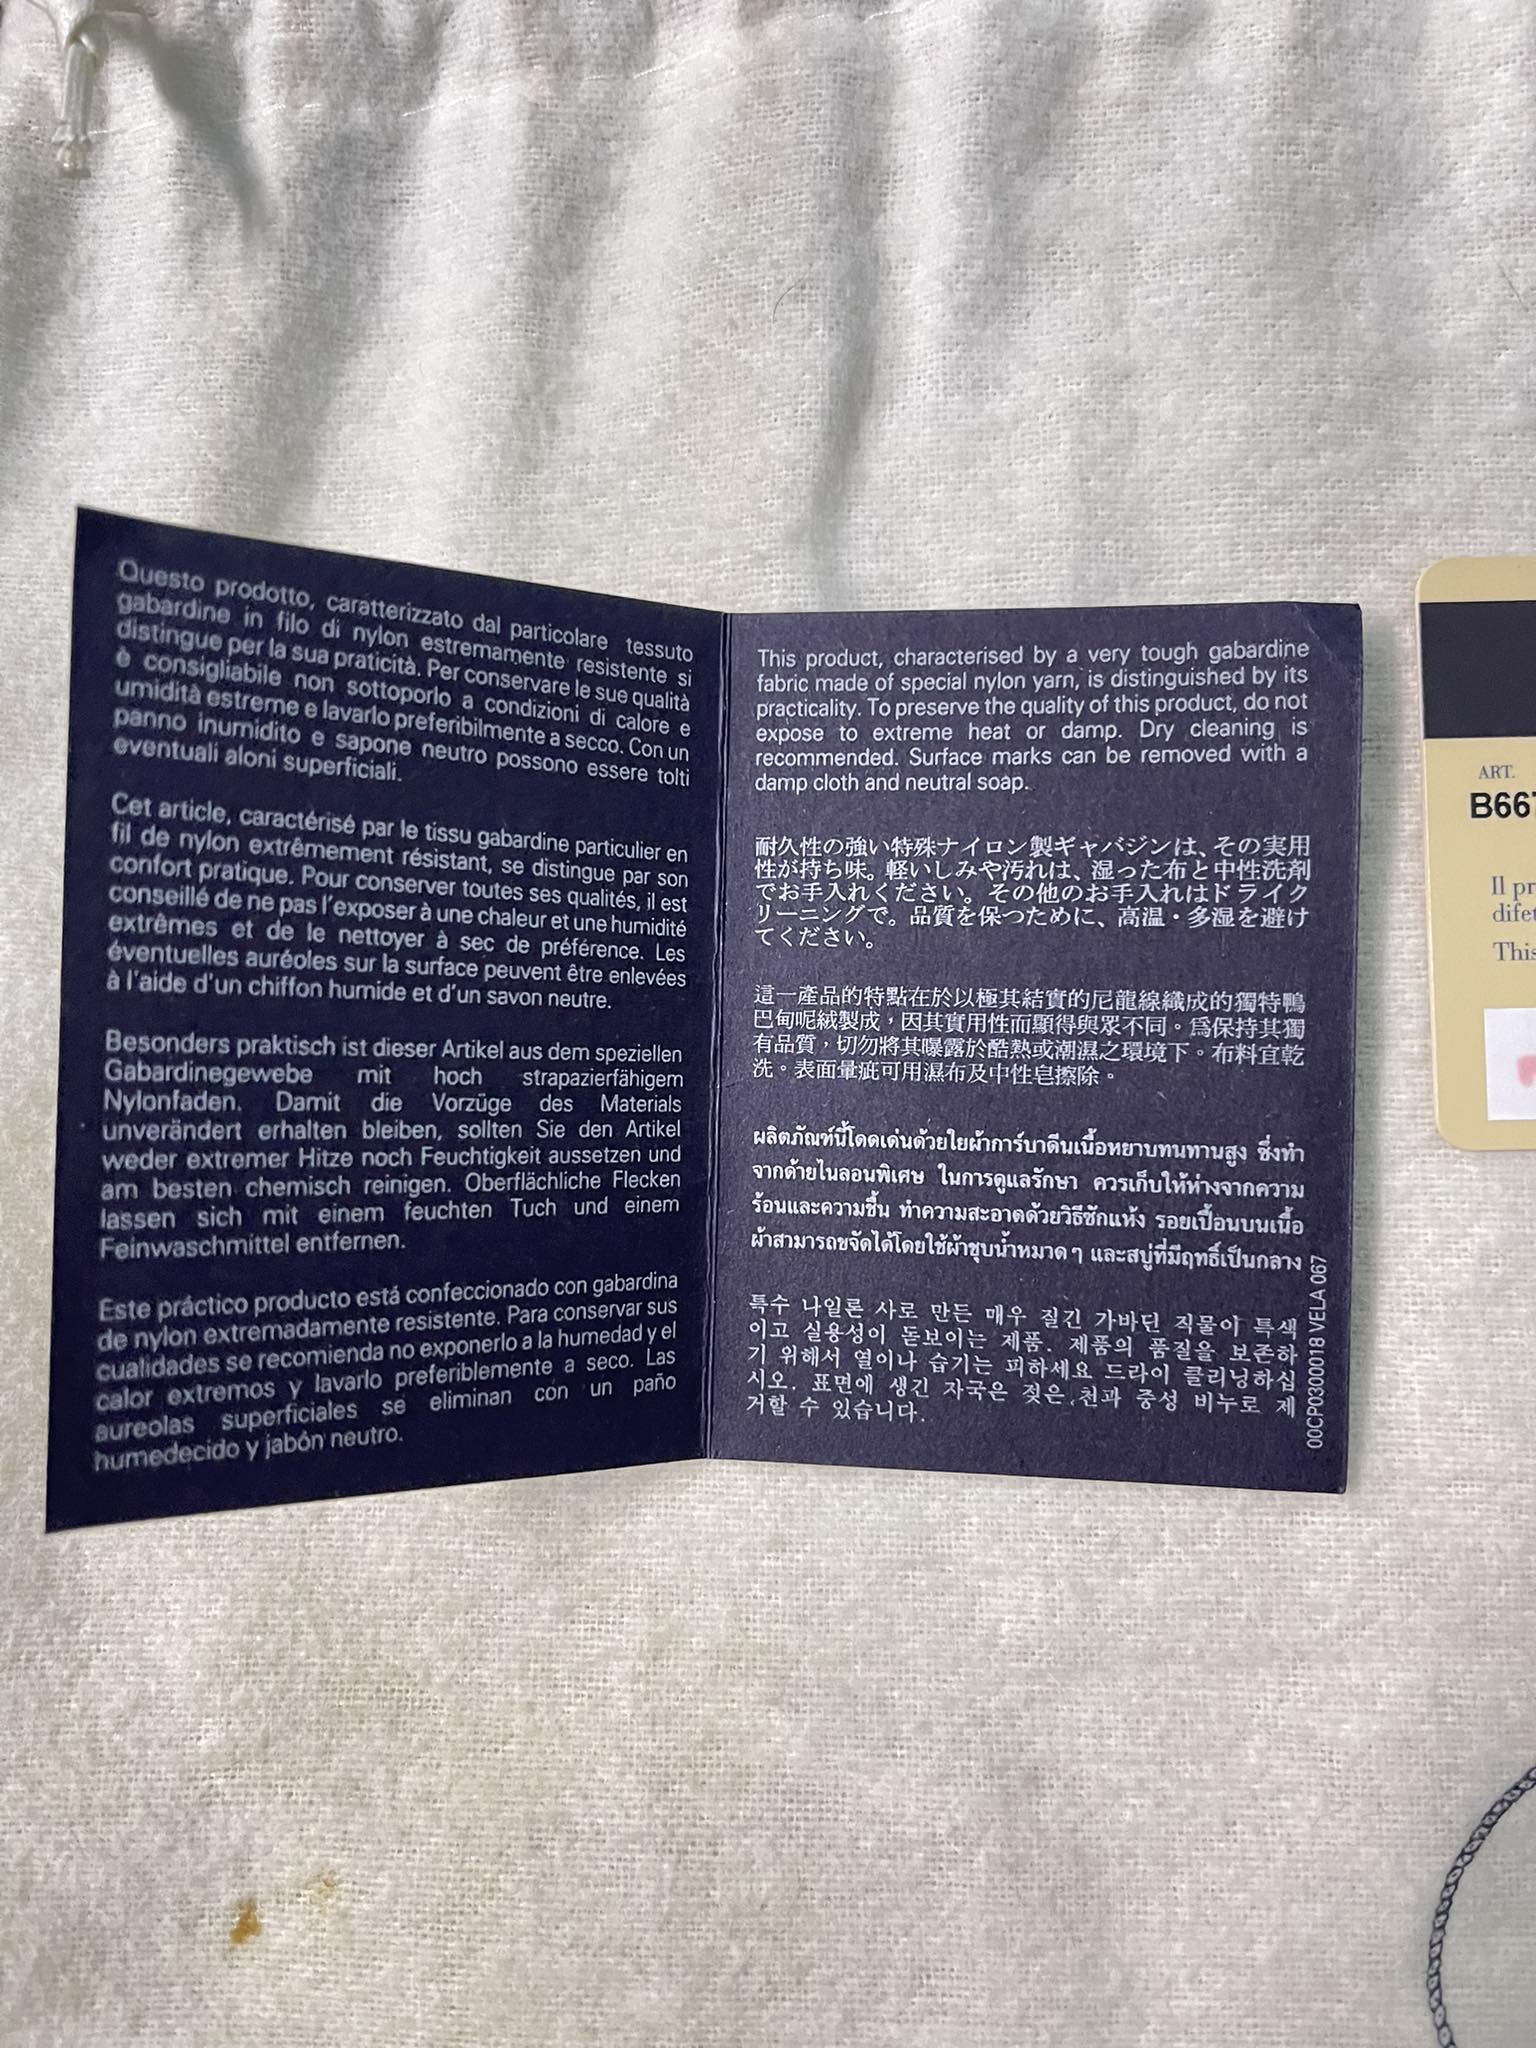 Questo prodotto, caratterizzato dal particolare tessuto
gabardine in filo di nylon estremamente resistente si
distingue per la sua praticità. Per conservare le sue qualità
è consigliabile non sottoporlo a condizioni di calore e
umidità estreme e lavarlo preferibilmente a secco. Con un
panno inumidito e sapone neutro possono essere tolti
eventuali aloni superficiali.
Cet article, caractérisé par le tissu gabardine particulier en
fil de nylon extrêmement résistant, se distingue par son
confort pratique. Pour conserver toutes ses qualités, il est
conseillé de ne pas l'exposer à une chaleur et une humidité
extrêmes et de le nettoyer à sec de préférence. Les
éventuelles auréoles sur la surface peuvent être enlevées
à l'aide d'un chiffon humide et d'un savon neutre.
Besonders praktisch ist dieser Artikel aus dem speziellen
Gabardinegewebe mit hoch strapazierfähigem
Nylonfaden. Damit die Vorzüge des Materials
unverändert erhalten bleiben, sollten Sie den Artikel
weder extremer Hitze noch Feuchtigkeit aussetzen und
am besten chemisch reinigen. Oberflächliche Flecken
lassen sich mit einem feuchten Tuch und einem
Feinwaschmittel entfernen.
Este práctico producto está confeccionado con gabardina
de nylon extremadamente resistente. Para conservar sus
cualidades se recomienda no exponerlo a la humedad y el
calor extremos y lavarlo preferiblemente a seco. Las
aureolas superficiales se eliminan con un paño
humedecido y jabón neutro.
This product, characterised by a very tough gabardine
fabric made of special nylon yarn, is distinguished by its
practicality. To preserve the quality of this product, do not
expose to extreme heat or damp. Dry cleaning is
recommended. Surface marks can be removed with a
damp cloth and neutral soap.
耐久性の強い特殊ナイロン製ギャバジンは、その実用
性が持ち味。軽いしみや汚れは、湿った布と中性洗剤
でお手入れください。その他のお手入れはドライク
リーニングで。品質を保つために、高温・多湿を避け
てください。
這一產品的特點在於以極其結實的尼龍線織成的獨特鴨
巴甸呢絨製成，因其實用性而顯得與眾不同。爲保持其獨
有品質，切勿將其曝露於酷熱或潮濕之環境下。布料宜乾
洗。表面暈疵可用濕布及中性皂擦除。
ผลิตภัณฑ์นี้โดดเด่นด้วยใยผ้าการ์บาดีนเนื้อหยาบทนทานสูง ซึ่งทำ
จากด้ายไนลอนพิเศษ ในการดูแลรักษา ควรเก็บให้ห่างจากความ
ร้อนและความชื้น ทำความสะอาดด้วยวิธีซักแห้ง รอยเปื้อนบนเนื้อ
ผ้าสามารถขจัดได้โดยใช้ผ้าชุบน้ำหมาด ๆ และสบู่ที่มีฤทธิ์เป็นกลาง
특수 나일론 사로 만든 매우 질긴 가바딘 직물이 특색
이고 실용성이 돋보이는 제품. 제품의 품질을 보존하
기 위해서 열이나 습기는 피하세요 드라이 클리닝하십
시오. 표면에 생긴 자국은 젖은 천과 중성 비누로 제
거할 수 있습니다.
00CP0300018 VELA 067
ART.
B667
Il pr
difet
This